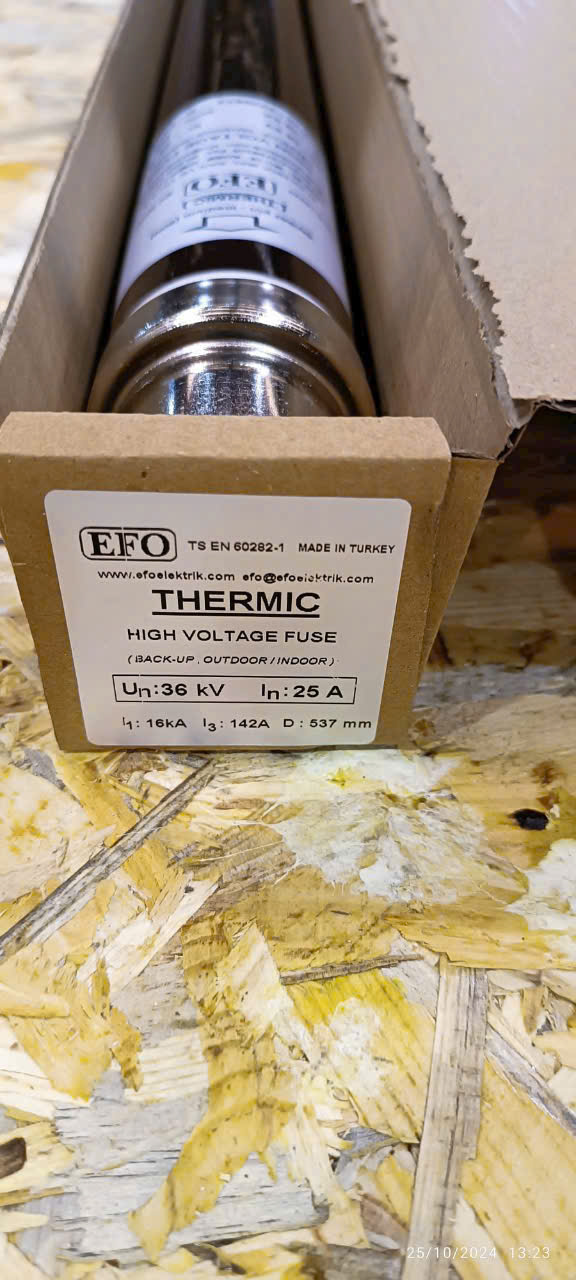 EFO
THERMIC
EFO TS EN 60282-1 MADE IN TURKEY
www.efoelektrik.com efo@efoelektrik.com
THERMIC
HIGH VOLTAGE FUSE
(BACK-UP, OUTDOOR / INDOOR)
Un:36 kV In:25 A
I1: 16kA I3: 142A D : 537 mm
25/10/2024 13:23